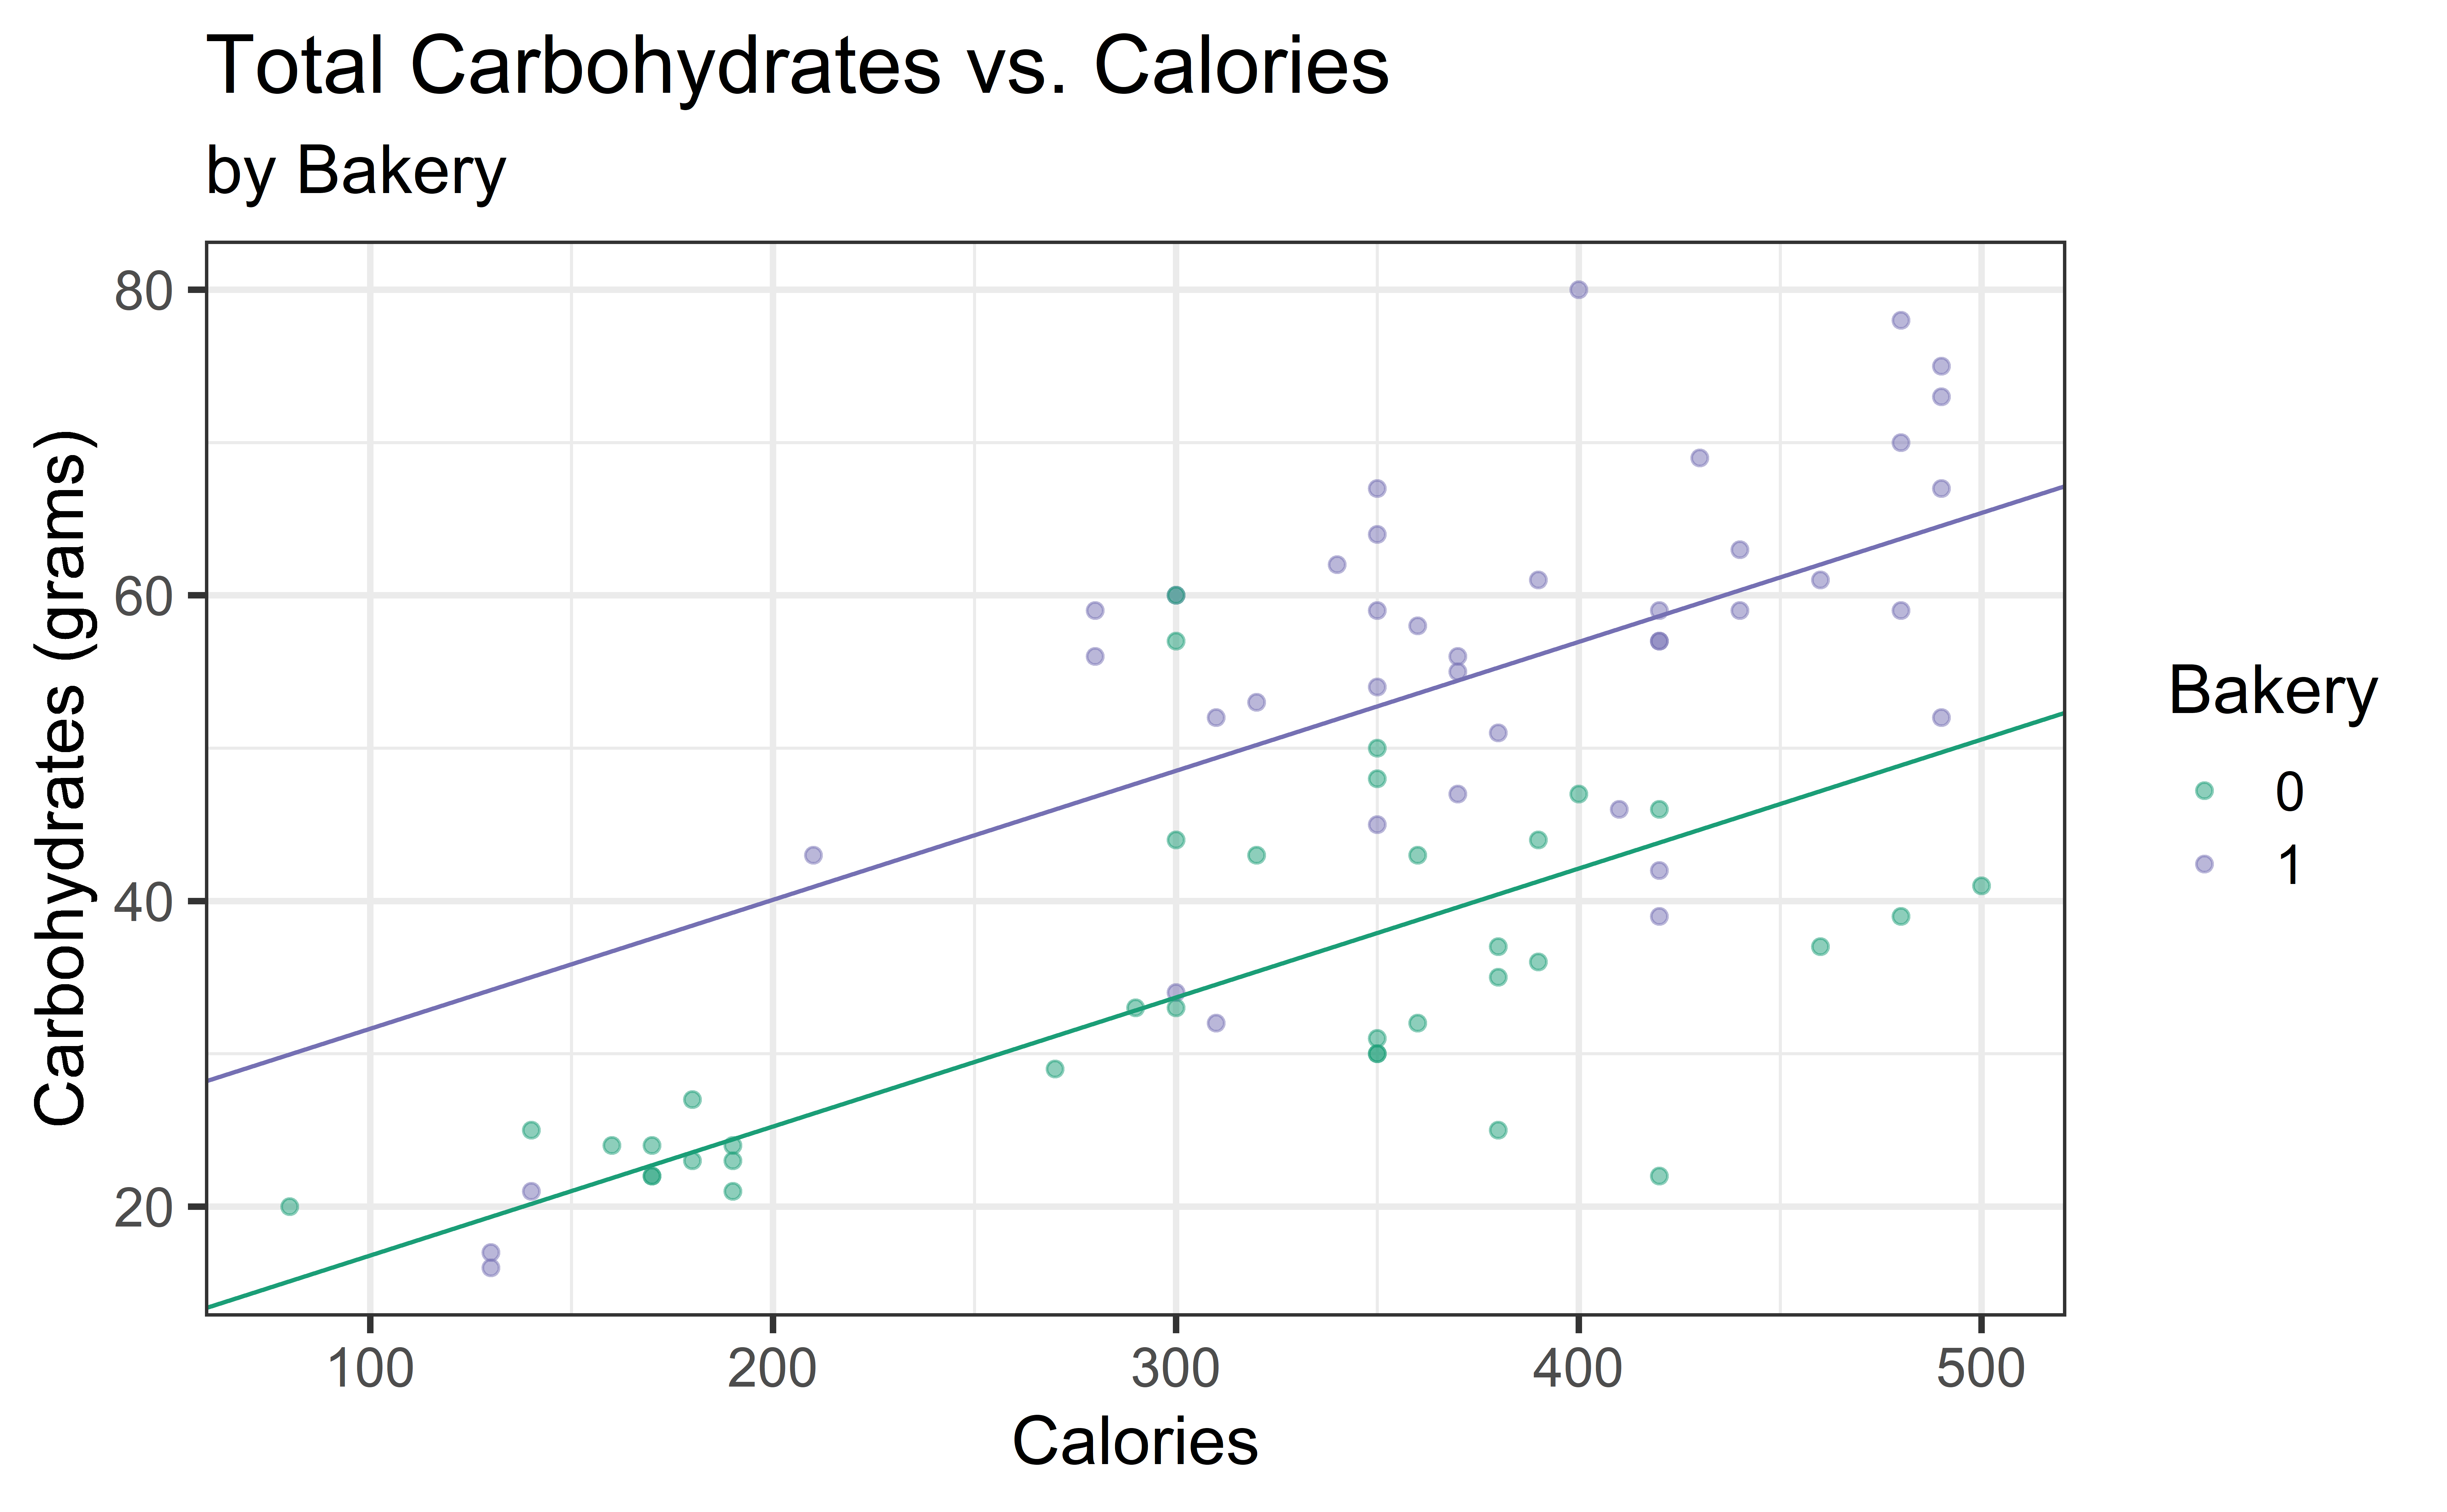 Total Carbohydrates vs. Calories
by Bakery
80
60
40
20
Carbohydrates (grams)
100 200 300 400 500
Calories
Bakery
0
1